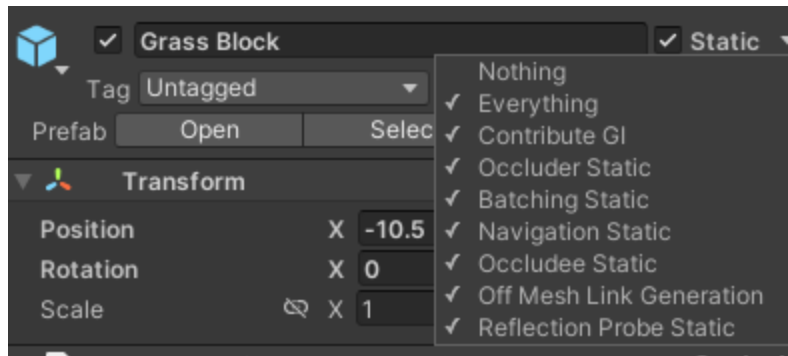 Grass Block Static
Nothing
Tag Untagged
Everything
Prefab Open
Contribute GI
Occluder Static
Transform
Batching Static
Position X -10.5
Navigation Static
Rotation X 0
Occludee Static
Scale X 1
Off Mesh Link Generation
Reflection Probe Static